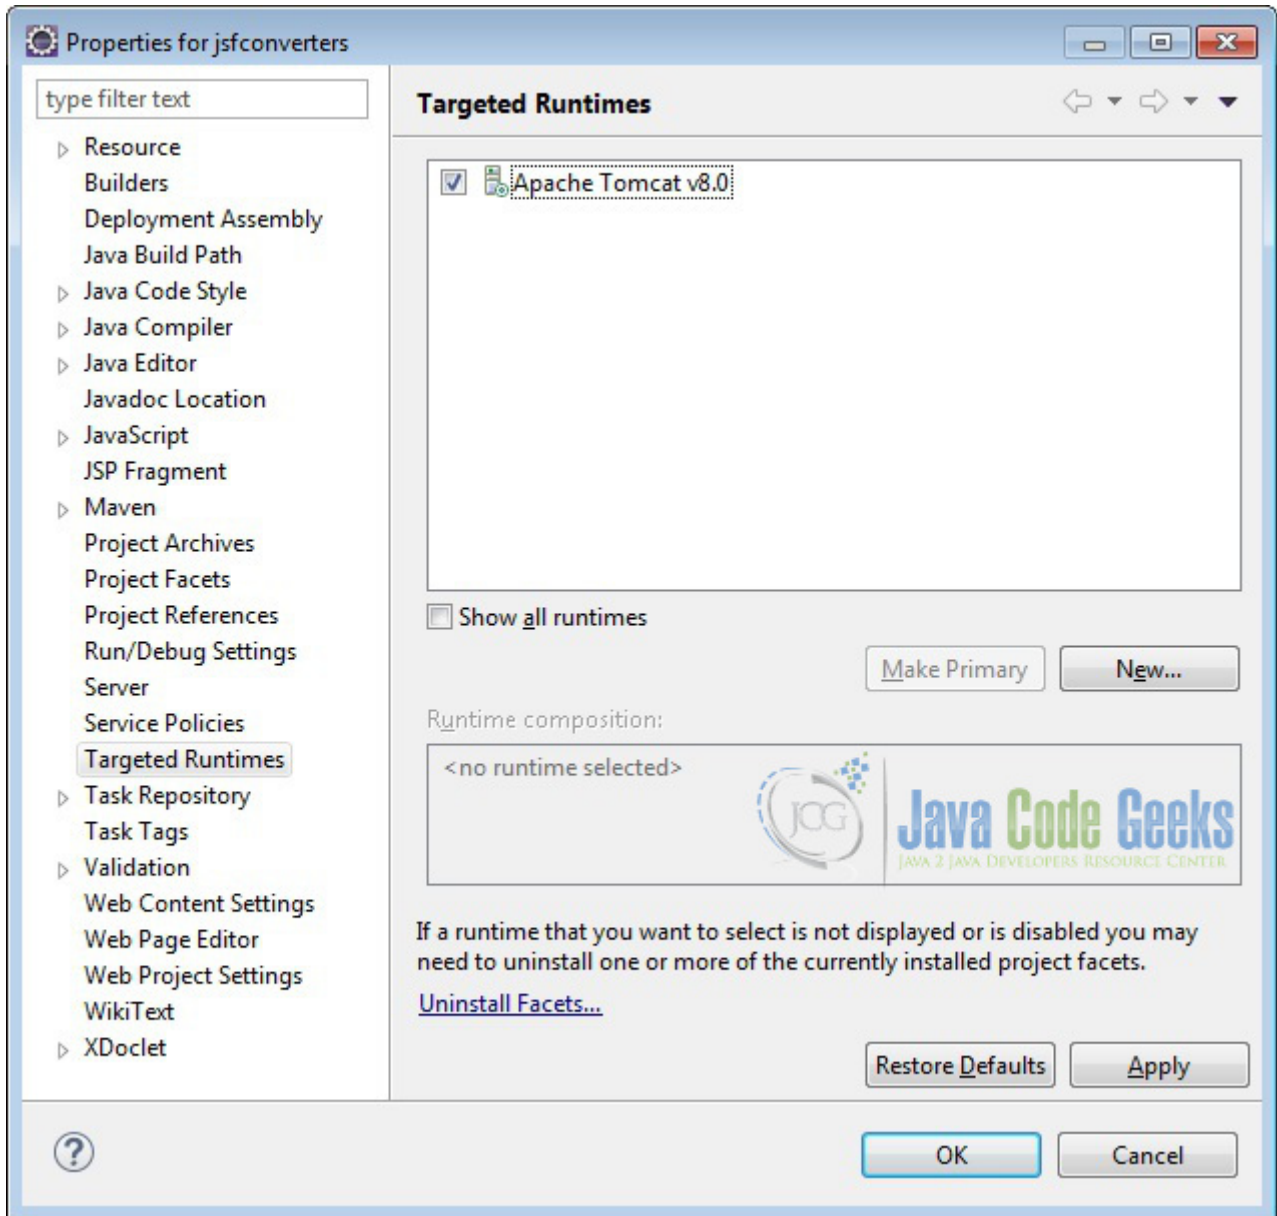 Properties for jsfconverters
type filter text
Resource
Builders
Deployment Assembly
Java Build Path
Java Code Style
Java Compiler
Java Editor
Javadoc Location
JavaScript
JSP Fragment
Maven
Project Archives
Project Facets
Project References
Run/Debug Settings
Server
Service Policies
Targeted Runtimes
Task Repository
Task Tags
Validation
Web Content Settings
Web Page Editor
Web Project Settings
WikiText
XDoclet
Targeted Runtimes
Apache Tomcat v8.0
Show all runtimes
Make Primary
New...
Runtime composition:
<no runtime selected>
JCG
Java Code Geeks
JAVA 2 JAVA DEVELOPERS RESOURCE CENTER
If a runtime that you want to select is not displayed or is disabled you may
need to uninstall one or more of the currently installed project facets.
Uninstall Facets...
Restore Defaults
Apply
?
OK
Cancel